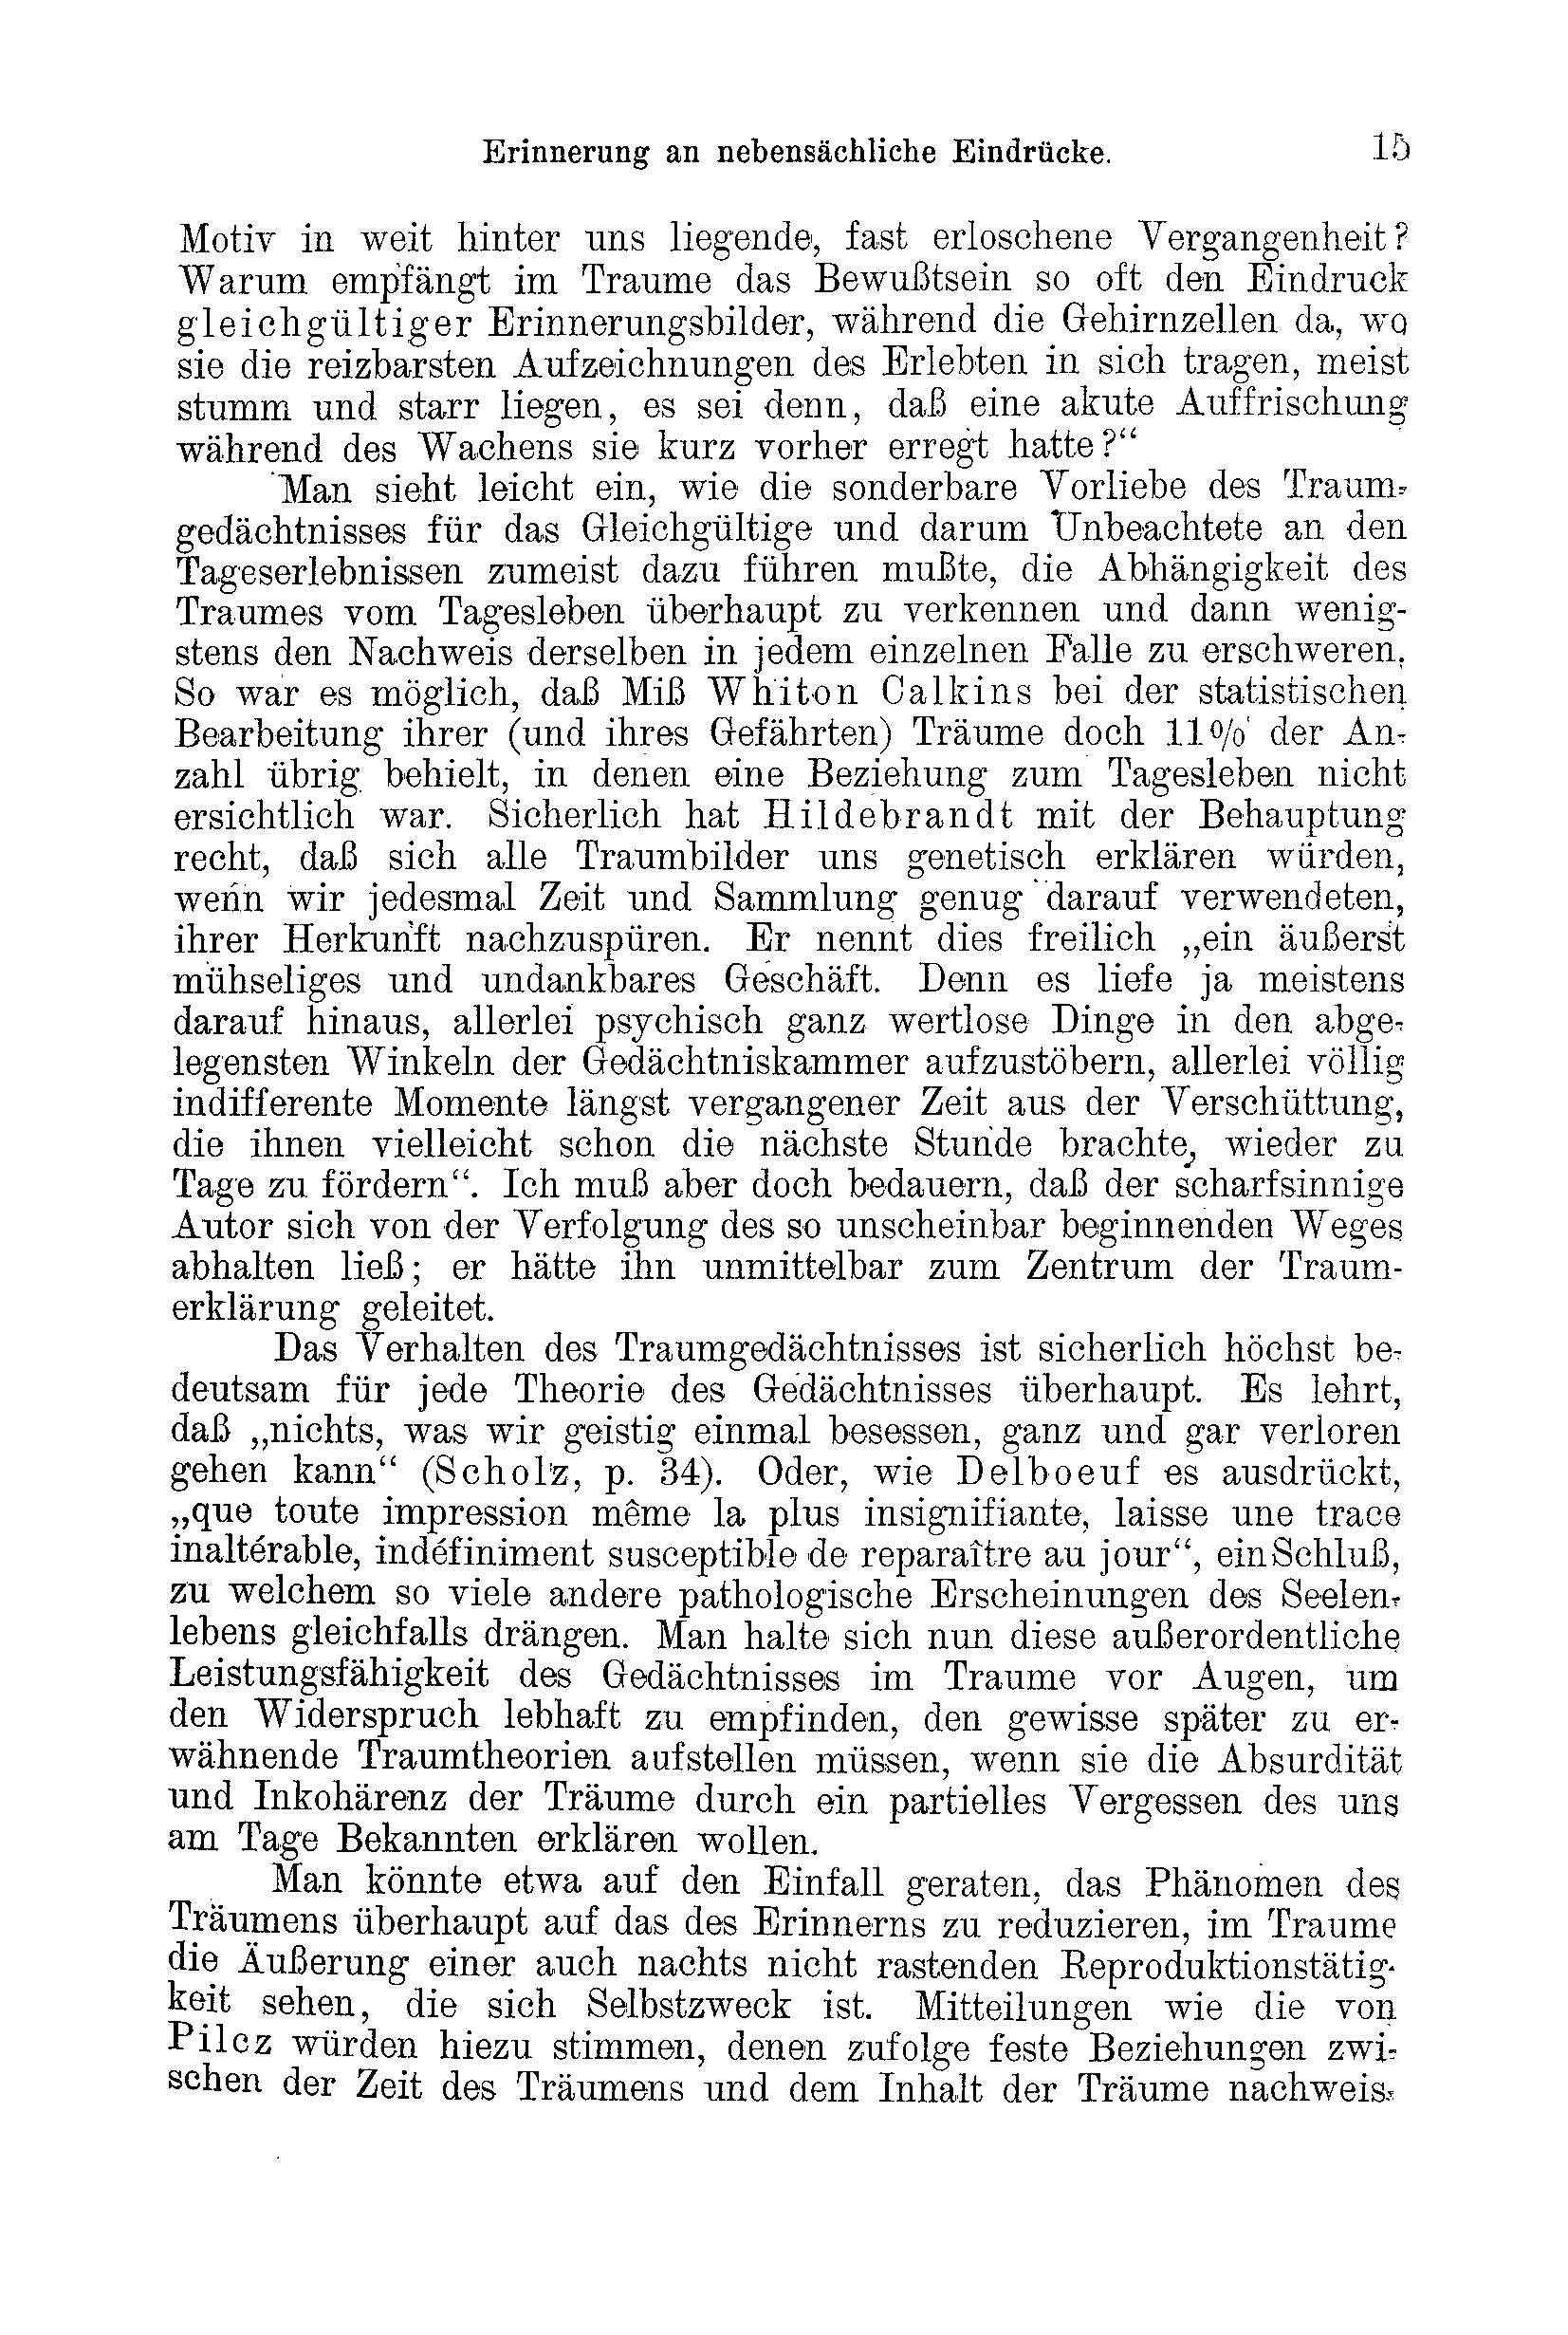 Erinnerung an nebensächliche Eindrücke. 15
Motiv in weit hinter uns liegende, fast erloschene Vergangenheit?
Warum empfängt im Traume das Bewußtsein so oft den Eindruck
gleichgültiger Erinnerungsbilder, während die Gehirnzellen da, wo
sie die reizbarsten Aufzeichnungen des Erlebten in sich tragen, meist
stumm und starr liegen, es sei denn, daß eine akute Auffrischung
während des Wachens sie kurz vorher erregt hatte?“
Man sieht leicht ein, wie die sonderbare Vorliebe des Traum-
gedächtnisses für das Gleichgültige und darum Unbeachtete an den
Tageserlebnissen zumeist dazu führen mußte, die Abhängigkeit des
Traumes vom Tagesleben überhaupt zu verkennen und dann wenig-
stens den Nachweis derselben in jedem einzelnen Falle zu erschweren.
So war es möglich, daß Miß Whiton Calkins bei der statistischen
Bearbeitung ihrer (und ihres Gefährten) Träume doch 11% der An-
zahl übrig behielt, in denen eine Beziehung zum Tagesleben nicht
ersichtlich war. Sicherlich hat Hildebrandt mit der Behauptung
recht, daß sich alle Traumbilder uns genetisch erklären würden,
wenn wir jedesmal Zeit und Sammlung genug darauf verwendeten,
ihrer Herkunft nachzuspüren. Er nennt dies freilich „ein äußerst
mühseliges und undankbares Geschäft. Denn es liefe ja meistens
darauf hinaus, allerlei psychisch ganz wertlose Dinge in den abge-
legensten Winkeln der Gedächtniskammer aufzustöbern, allerlei völlig
indifferente Momente längst vergangener Zeit aus der Verschüttung,
die ihnen vielleicht schon die nächste Stunde brachte, wieder zu
Tage zu fördern“. Ich muß aber doch bedauern, daß der scharfsinnige
Autor sich von der Verfolgung des so unscheinbar beginnenden Weges
abhalten ließ; er hätte ihn unmittelbar zum Zentrum der Traum-
erklärung geleitet.
Das Verhalten des Traumgedächtnisses ist sicherlich höchst be-
deutsam für jede Theorie des Gedächtnisses überhaupt. Es lehrt,
daß „nichts, was wir geistig einmal besessen, ganz und gar verloren
gehen kann“ (Scholz, p. 34). Oder, wie Delboeuf es ausdrückt,
„que toute impression même la plus insignifiante, laisse une trace
inaltérable, indéfiniment susceptible de reparaître au jour“, ein Schluß,
zu welchem so viele andere pathologische Erscheinungen des Seelen-
lebens gleichfalls drängen. Man halte sich nun diese außerordentliche
Leistungsfähigkeit des Gedächtnisses im Traume vor Augen, um
den Widerspruch lebhaft zu empfinden, den gewisse später zu er-
wähnende Traumtheorien aufstellen müssen, wenn sie die Absurdität
und Inkohärenz der Träume durch ein partielles Vergessen des uns
am Tage Bekannten erklären wollen.
Man könnte etwa auf den Einfall geraten, das Phänomen des
Träumens überhaupt auf das des Erinnerns zu reduzieren, im Traume
die Äußerung einer auch nachts nicht rastenden Reproduktionstätig-
keit sehen, die sich Selbstzweck ist. Mitteilungen wie die von
Pilcz würden hiezu stimmen, denen zufolge feste Beziehungen zwi-
schen der Zeit des Träumens und dem Inhalt der Träume nachweis-